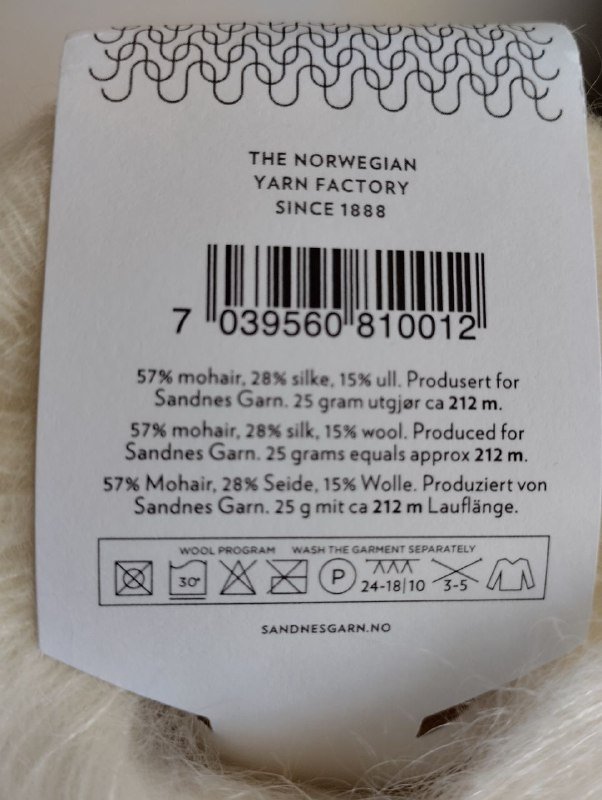 THE NORWEGIAN
YARN FACTORY
SINCE 1888
7 039560 810012
57% mohair, 28% silke, 15% ull. Produsert for
Sandnes Garn. 25 gram utgjør ca 212 m.
57% mohair, 28% silk, 15% wool. Produced for
Sandnes Garn. 25 grams equals approx 212 m.
57% Mohair, 28% Seide, 15% Wolle. Produziert von
Sandnes Garn. 25 g mit ca 212 m Lauflänge.
WOOL PROGRAM WASH THE GARMENT SEPARATELY
30° P 24-18|10 3-5
SANDNESGARN.NO